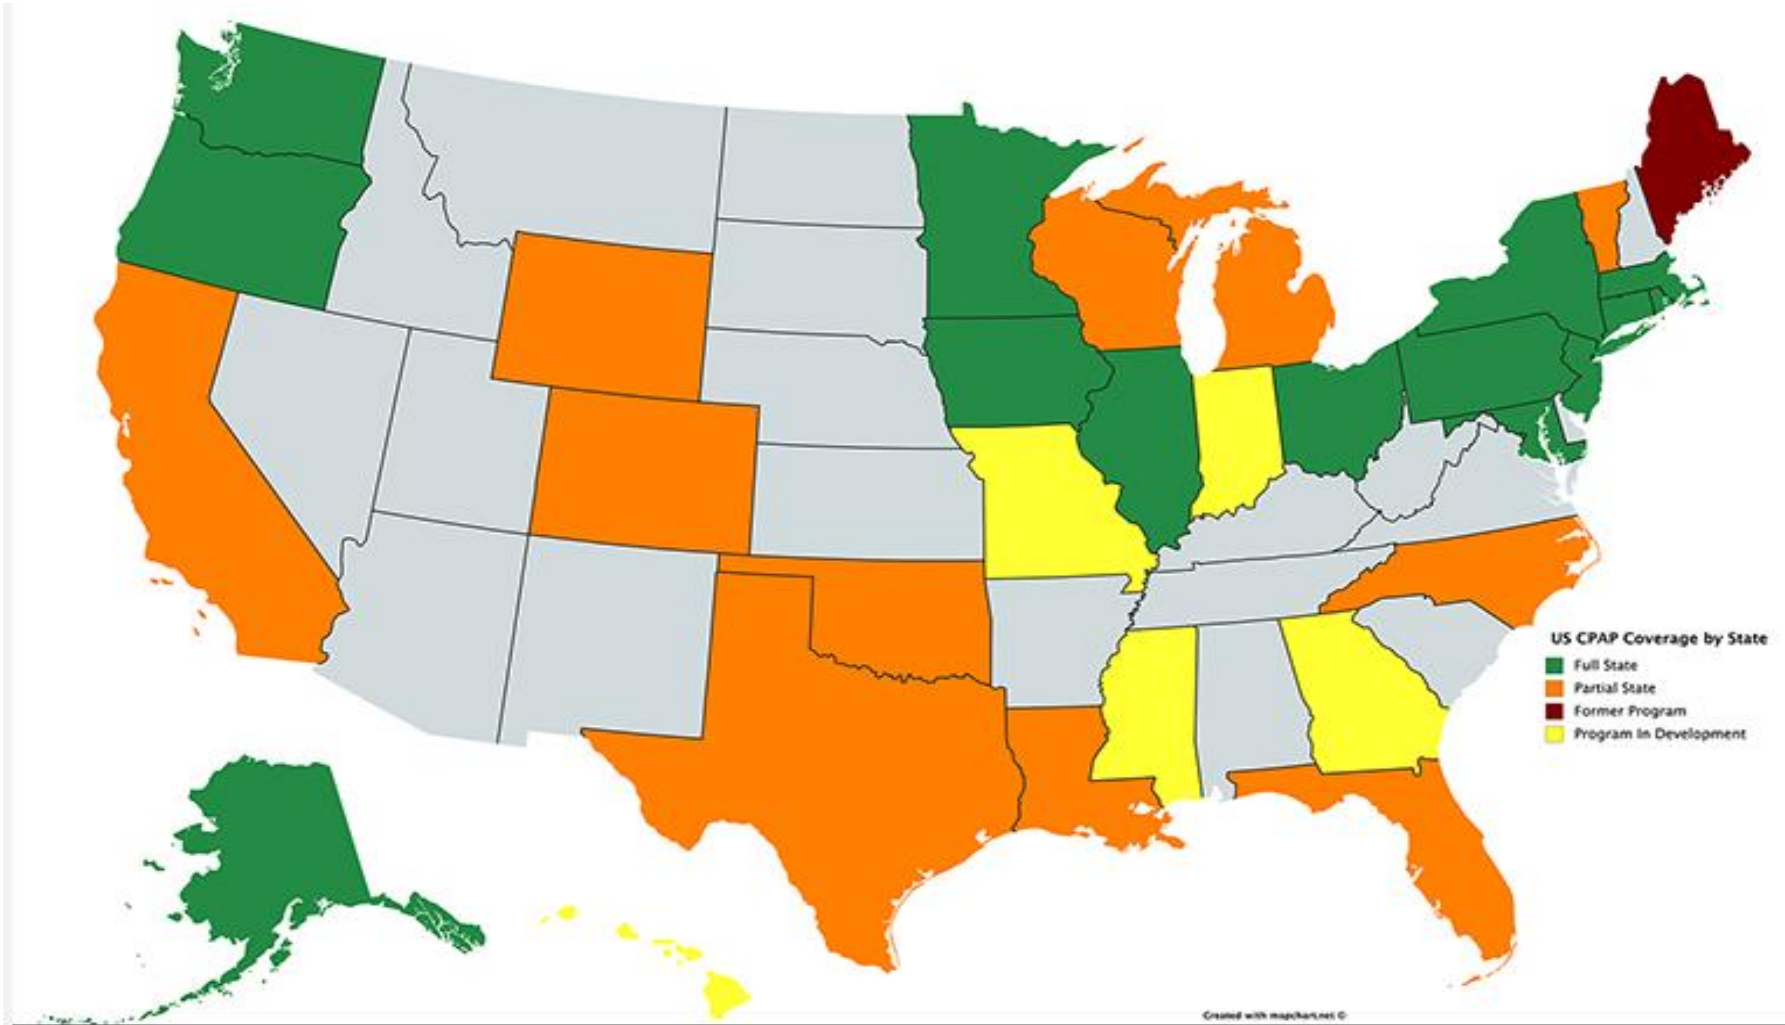 US CPAP Coverage by State
Full State
Partial State
Former Program
Program In Development
Created with mapchart.net ©